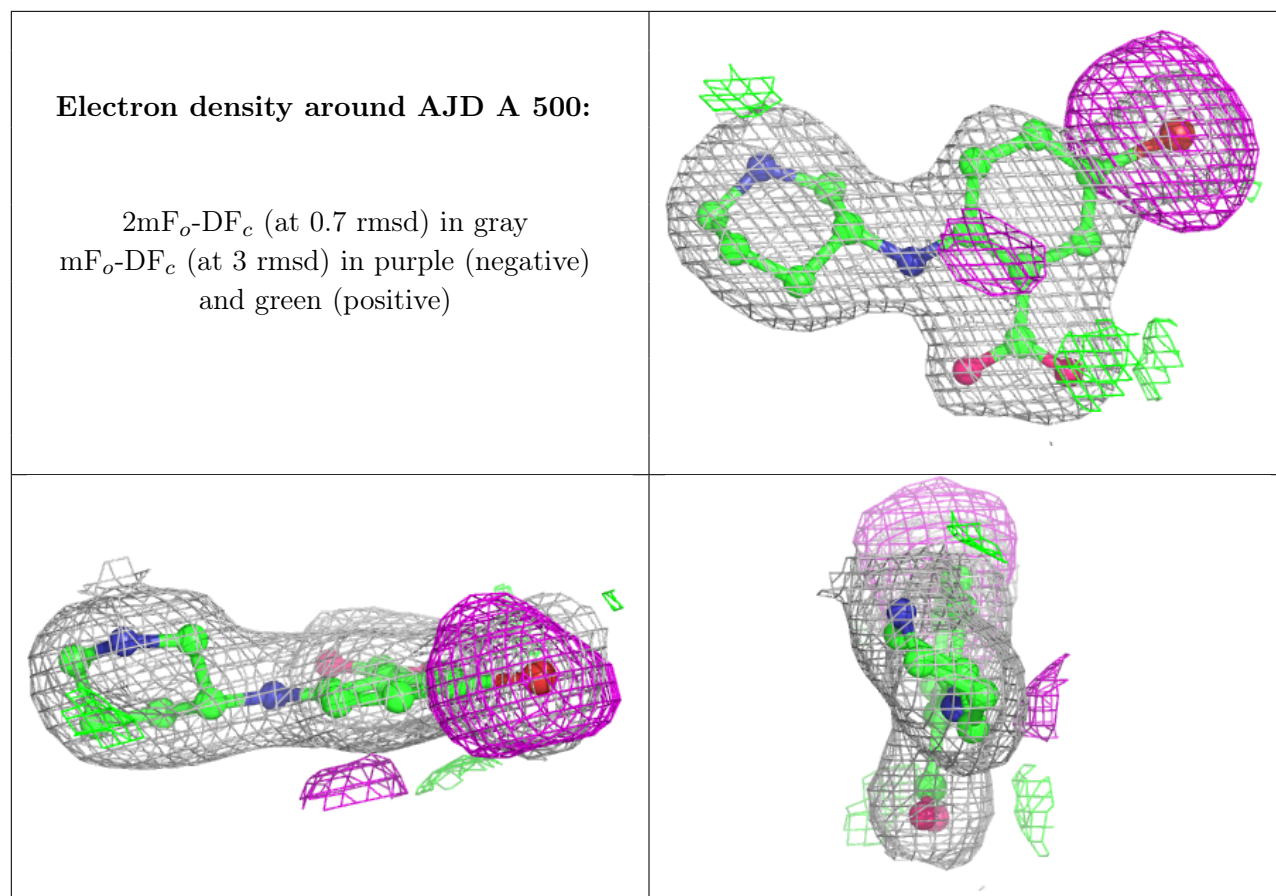 Electron density around AJD A 500:
2mFo-DFc (at 0.7 rmsd) in gray
mFo-DFc (at 3 rmsd) in purple (negative)
and green (positive)